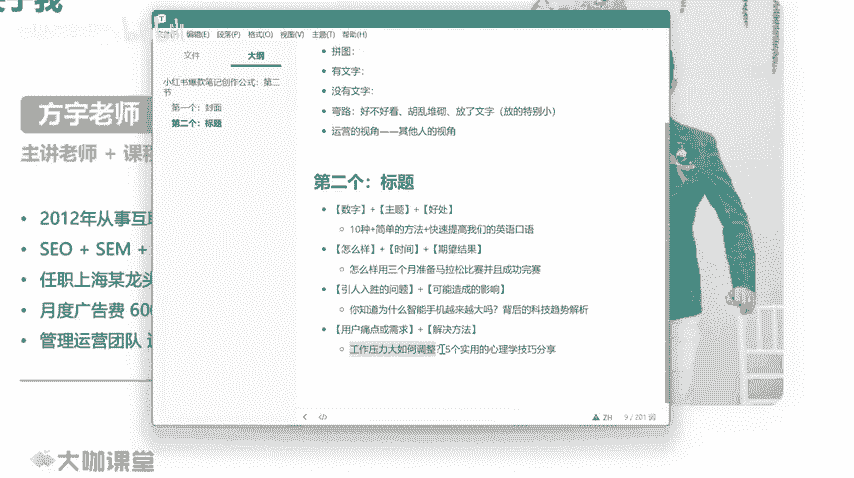 方宇老师
主讲老师 + 课程
2012年从事互联
SEO + SEM +
任职上海某龙头
月度广告费 600
管理运营团队
大咖课堂
编辑(E) 段落(P) 格式(O) 视图(V) 主题(T) 帮助(H)
文件 大纲
小红书爆款笔记创作公式：第二
节
第一个：封面
第二个：标题
拼图：
有文字：
没有文字：
弯路：好不好看、胡乱堆砌、放了文字（放的特别小）
运营的视角——其他人的视角
第二个：标题
【数字】+【主题】+【好处】
10种+简单的方法+快速提高我们的英语口语
【怎么样】+【时间】+【期望结果】
怎么样用三个月准备马拉松比赛并且成功完赛
【引人入胜的问题】+【可能造成的影响】
你知道为什么智能手机越来越大吗？背后的科技趋势解析
【用户痛点或需求】+【解决方法】
工作压力大如何调整？5个实用的心理学技巧分享
ZH 9 / 201 词